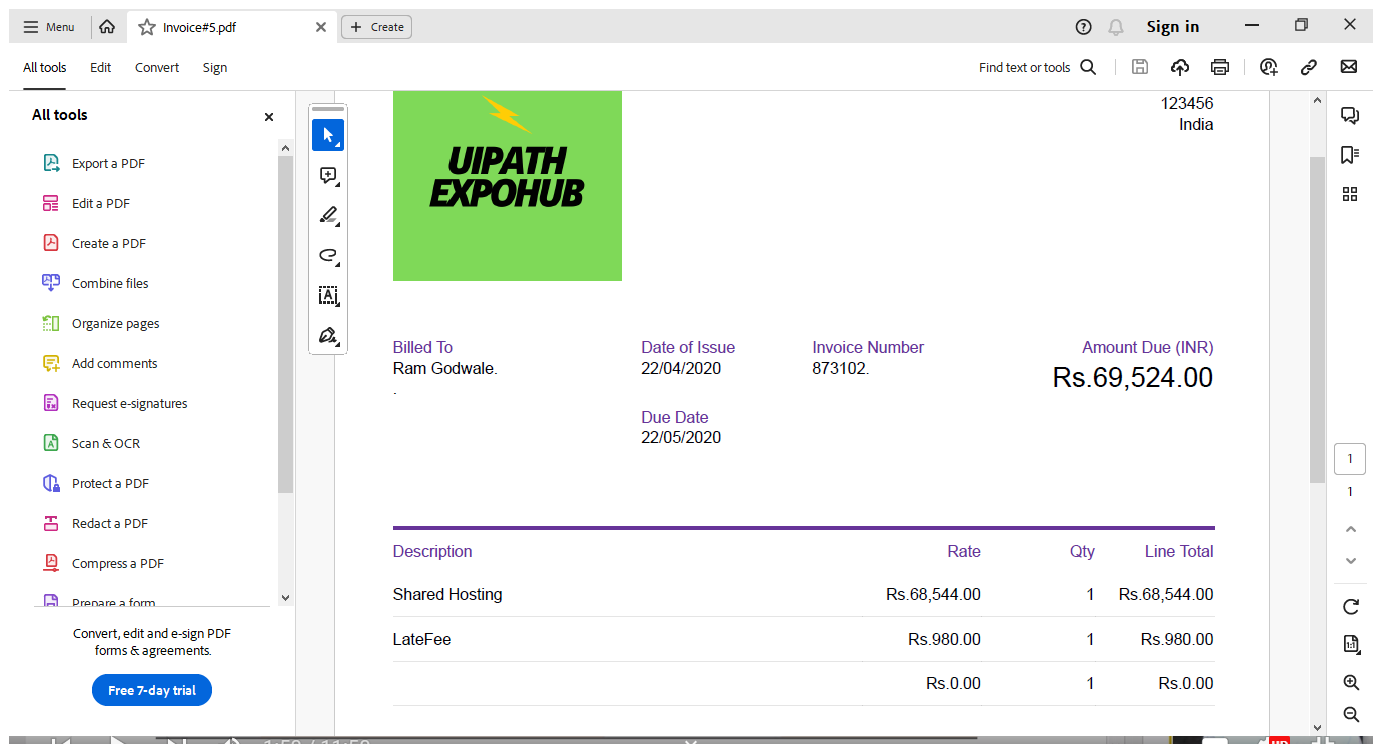 Menu
Invoice#5.pdf
Create
Sign in
All tools
Edit
Convert
Sign
Find text or tools
All tools
Export a PDF
Edit a PDF
Create a PDF
Combine files
Organize pages
Add comments
Request e-signatures
Scan & OCR
Protect a PDF
Redact a PDF
Compress a PDF
Prepare a form
Convert, edit and e-sign PDF
forms & agreements.
Free 7-day trial
123456
India
UIPATH
EXPOHUB
Billed To
Ram Godwale.
.
Date of Issue
22/04/2020
Due Date
22/05/2020
Invoice Number
873102.
Amount Due (INR)
Rs.69,524.00
Description Rate Qty Line Total
Shared Hosting Rs.68,544.00 1 Rs.68,544.00
LateFee Rs.980.00 1 Rs.980.00
Rs.0.00 1 Rs.0.00
1
1
1:1
HD